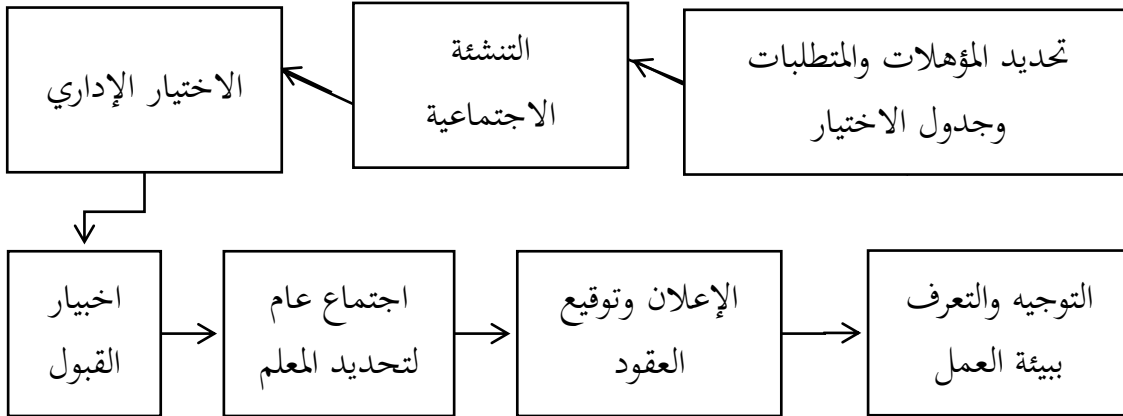 تحديد المؤهلات والمتطلبات
وجدول الاختيار
التنشئة
الاجتماعية
الاختيار الإداري
اخبيار
القبول
اجتماع عام
لتحديد المعلم
الإعلان وتوقيع
العقود
التوجيه والتعرف
ببيئة العمل